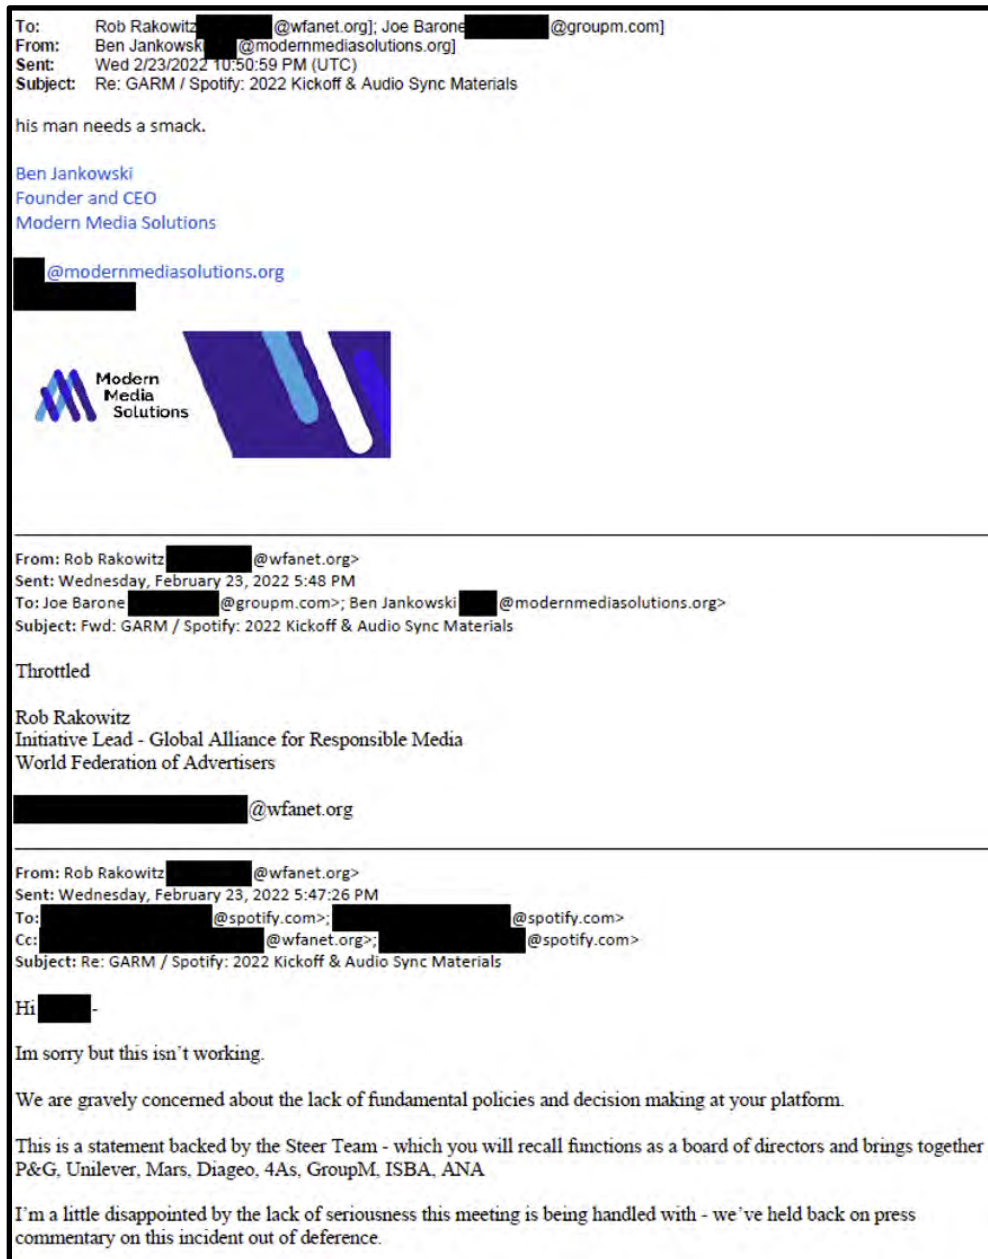 To: Rob Rakowitz @wfanet.org]; Joe Barone @groupm.com]
From: Ben Jankowski @modernmediasolutions.org]
Sent: Wed 2/23/2022 10:50:59 PM (UTC)
Subject: Re: GARM / Spotify: 2022 Kickoff & Audio Sync Materials
his man needs a smack.
Ben Jankowski
Founder and CEO
Modern Media Solutions
@modernmediasolutions.org
Modern
Media
Solutions
From: Rob Rakowitz @wfanet.org>
Sent: Wednesday, February 23, 2022 5:48 PM
To: Joe Barone @groupm.com>; Ben Jankowski @modernmediasolutions.org>
Subject: Fwd: GARM / Spotify: 2022 Kickoff & Audio Sync Materials
Throttled
Rob Rakowitz
Initiative Lead - Global Alliance for Responsible Media
World Federation of Advertisers
@wfanet.org
From: Rob Rakowitz @wfanet.org>
Sent: Wednesday, February 23, 2022 5:47:26 PM
To: @spotify.com>; @spotify.com>
Cc: @wfanet.org>; @spotify.com>
Subject: Re: GARM / Spotify: 2022 Kickoff & Audio Sync Materials
Hi -
Im sorry but this isn't working.
We are gravely concerned about the lack of fundamental policies and decision making at your platform.
This is a statement backed by the Steer Team - which you will recall functions as a board of directors and brings together
P&G, Unilever, Mars, Diageo, 4As, GroupM, ISBA, ANA
I'm a little disappointed by the lack of seriousness this meeting is being handled with - we've held back on press
commentary on this incident out of deference.